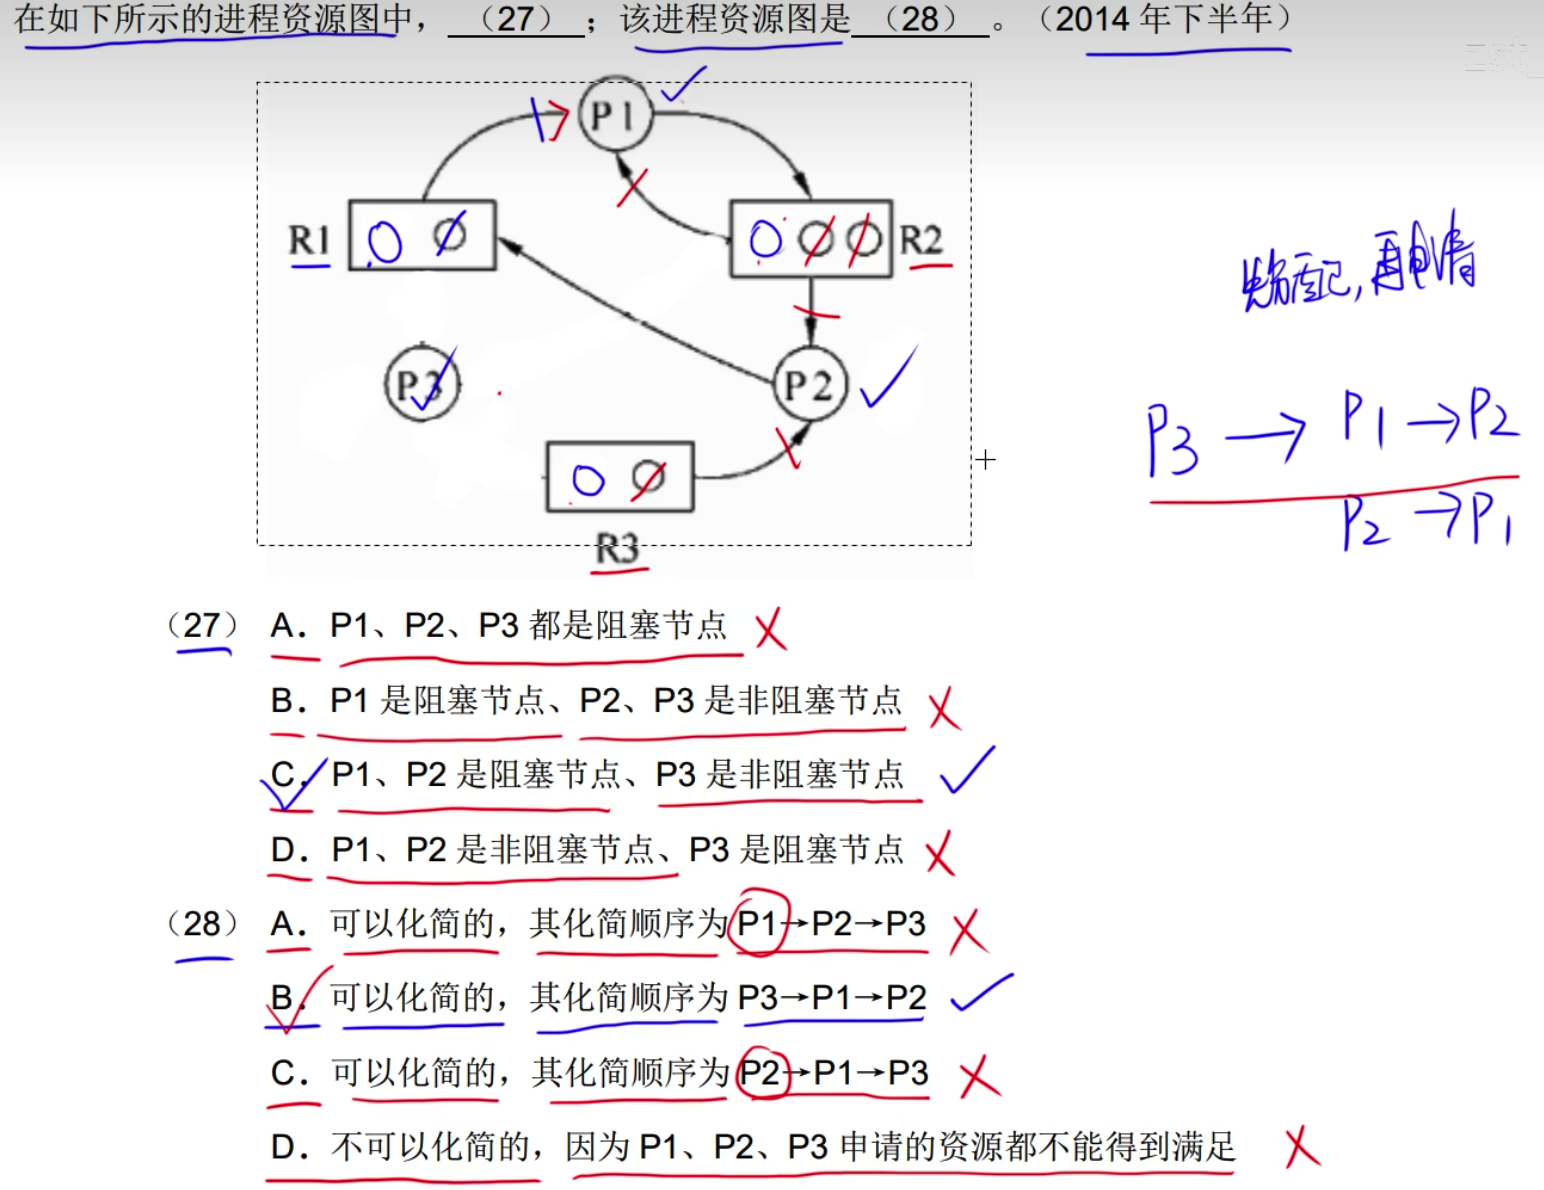 在如下所示的进程资源图中，（27）；该进程资源图是（28）。（2014 年下半年）
P1
R1
R2
先分配，再申请
P3
P2
P3 → P1 → P2
P2 → P1
R3
（27） A． P1、P2、P3 都是阻塞节点
B． P1 是阻塞节点、P2、P3 是非阻塞节点
C． P1、P2 是阻塞节点、P3 是非阻塞节点
D． P1、P2 是非阻塞节点、P3 是阻塞节点
（28） A． 可以化简的，其化简顺序为 P1→P2→P3
B． 可以化简的，其化简顺序为 P3→P1→P2
C． 可以化简的，其化简顺序为 P2→P1→P3
D． 不可以化简的，因为 P1、P2、P3 申请的资源都不能得到满足